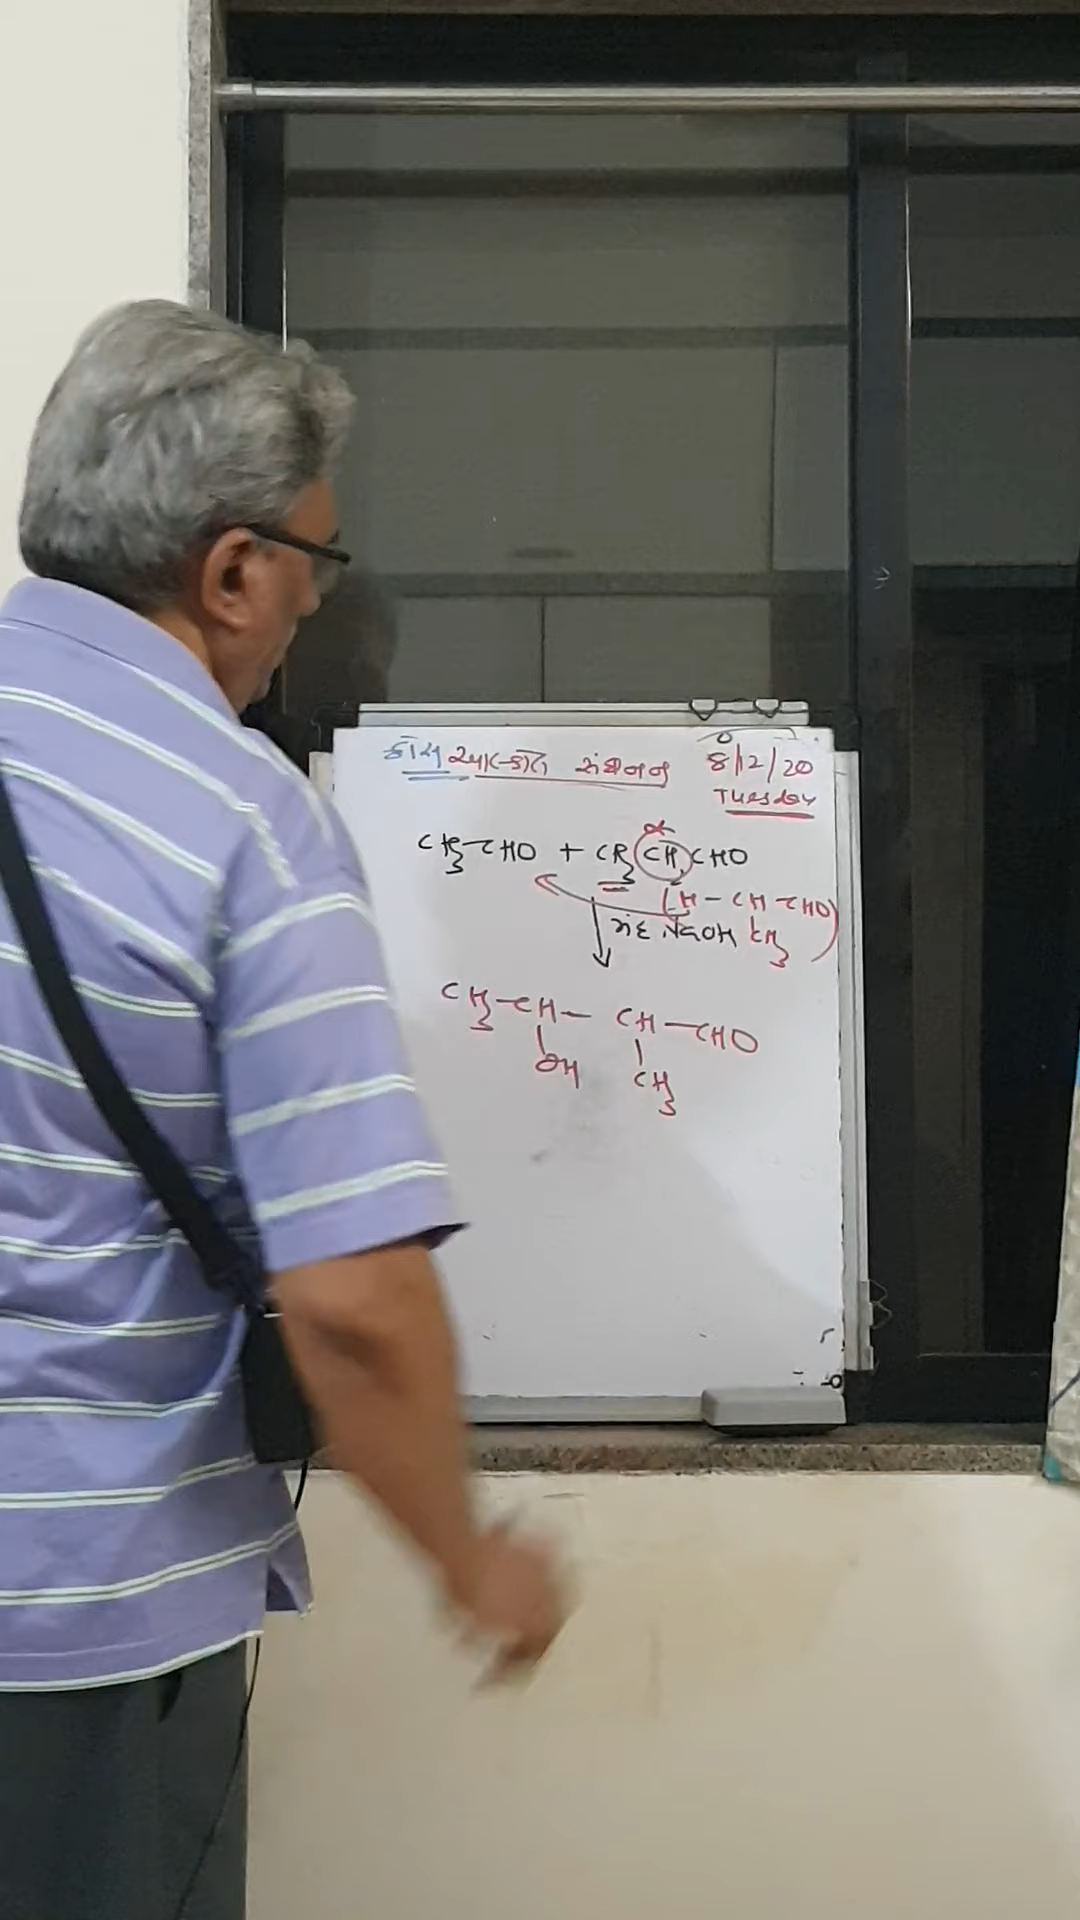 ક્રોસ આલ્ડોલ સંઘનન 8/12/20
Tuesday
α
CH3-CHO + CH3 CH2 CHO
(H - CH - CHO)
મંદ NaOH CH3
CH3-CH- CH-CHO
OH CH3